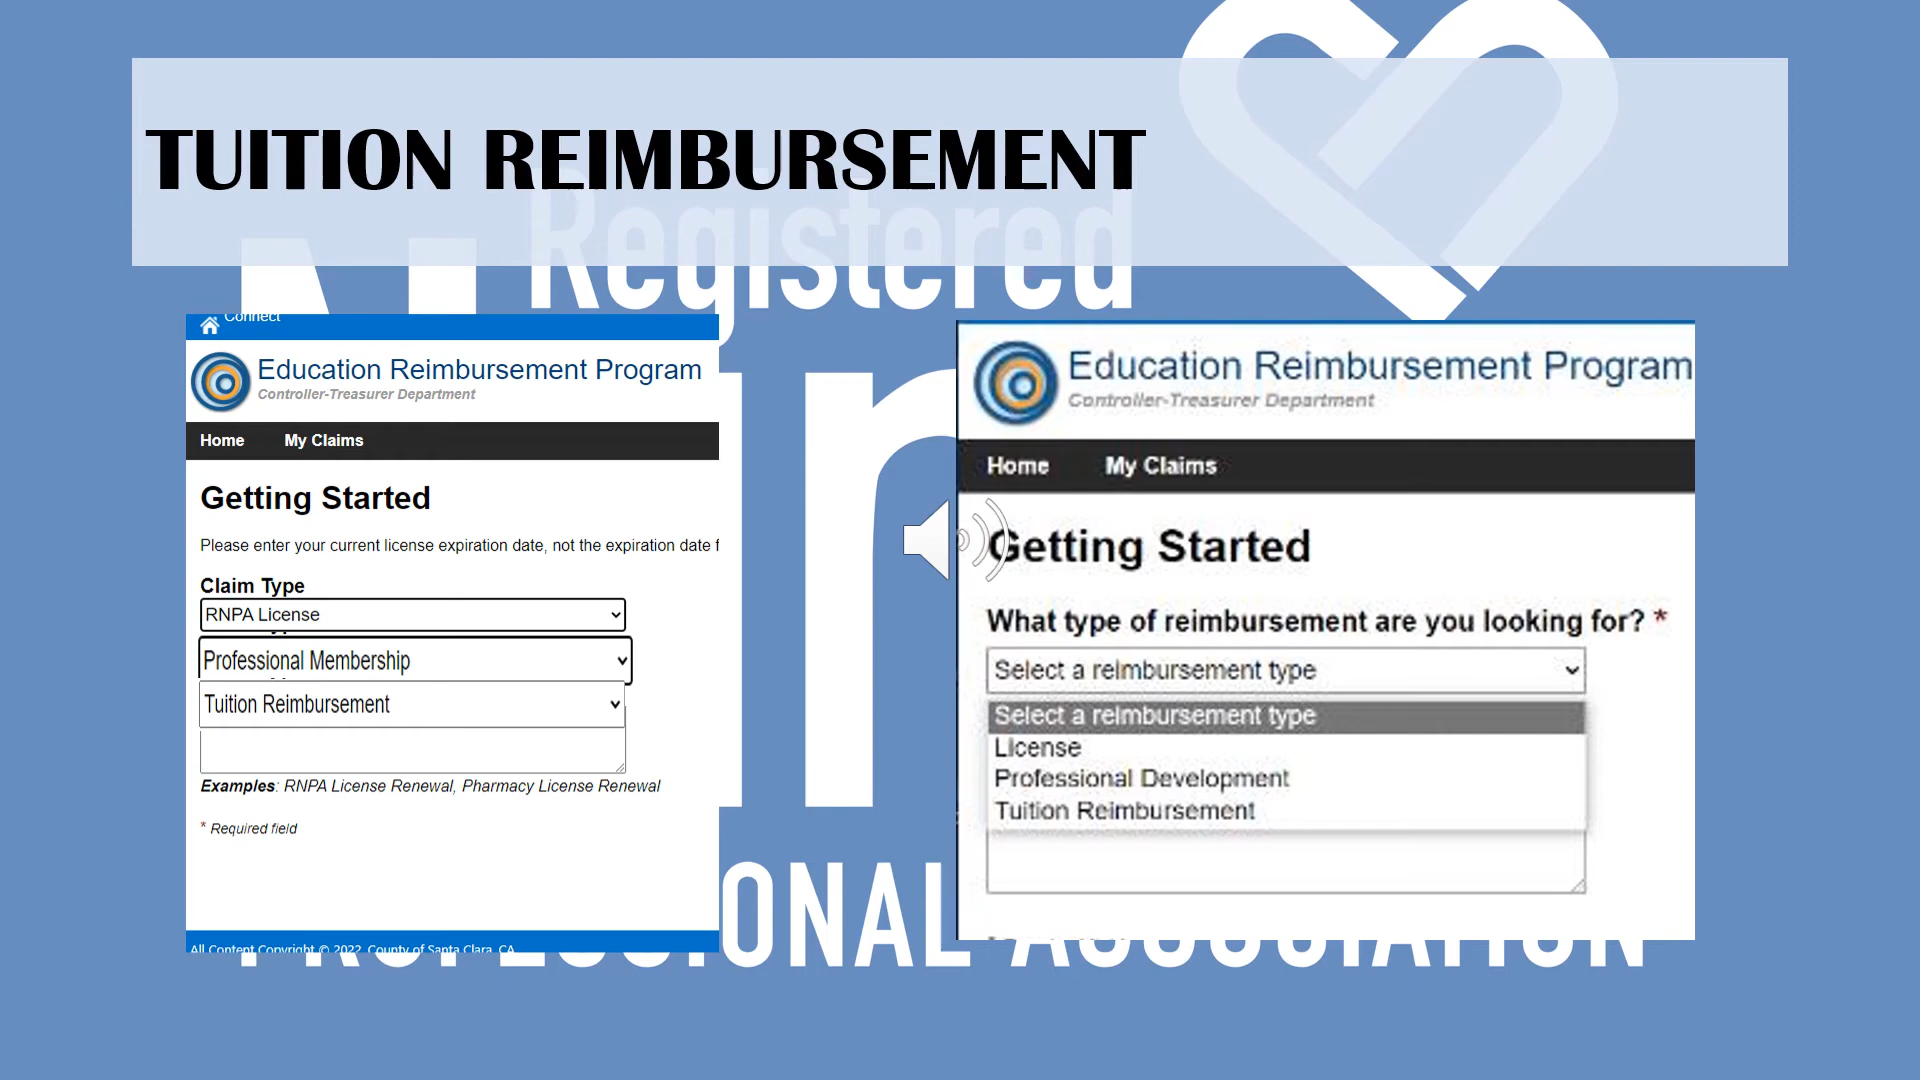 TUITION REIMBURSEMENT
Registered
Connect
Education Reimbursement Program
Controller-Treasurer Department
Home My Claims
Getting Started
Please enter your current license expiration date, not the expiration date f
Claim Type
RNPA License
Professional Membership
Tuition Reimbursement
Examples: RNPA License Renewal, Pharmacy License Renewal
* Required field
All Content Copyright © 2022, County of Santa Clara, CA
Education Reimbursement Program
Controller-Treasurer Department
Home My Claims
Getting Started
What type of reimbursement are you looking for? *
Select a reimbursement type
Select a reimbursement type
License
Professional Development
Tuition Reimbursement
PROFESSIONAL ASSOCIATION